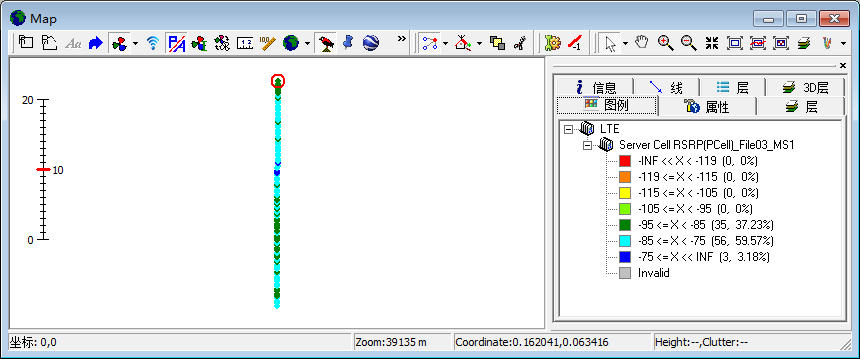 Map
Aa
1,2,3
»
20
10
0
信息
线
层
3D层
图例
属性
层
LTE
Server Cell RSRP(PCell)_File03_MS1
-INF << X < -119 (0, 0%)
-119 <= X < -115 (0, 0%)
-115 <= X < -105 (0, 0%)
-105 <= X < -95 (0, 0%)
-95 <= X < -85 (35, 37.23%)
-85 <= X < -75 (56, 59.57%)
-75 <= X << INF (3, 3.18%)
Invalid
坐标: 0,0
Zoom:39135 m
Coordinate:0.162041,0.063416
Height:--,Clutter:--